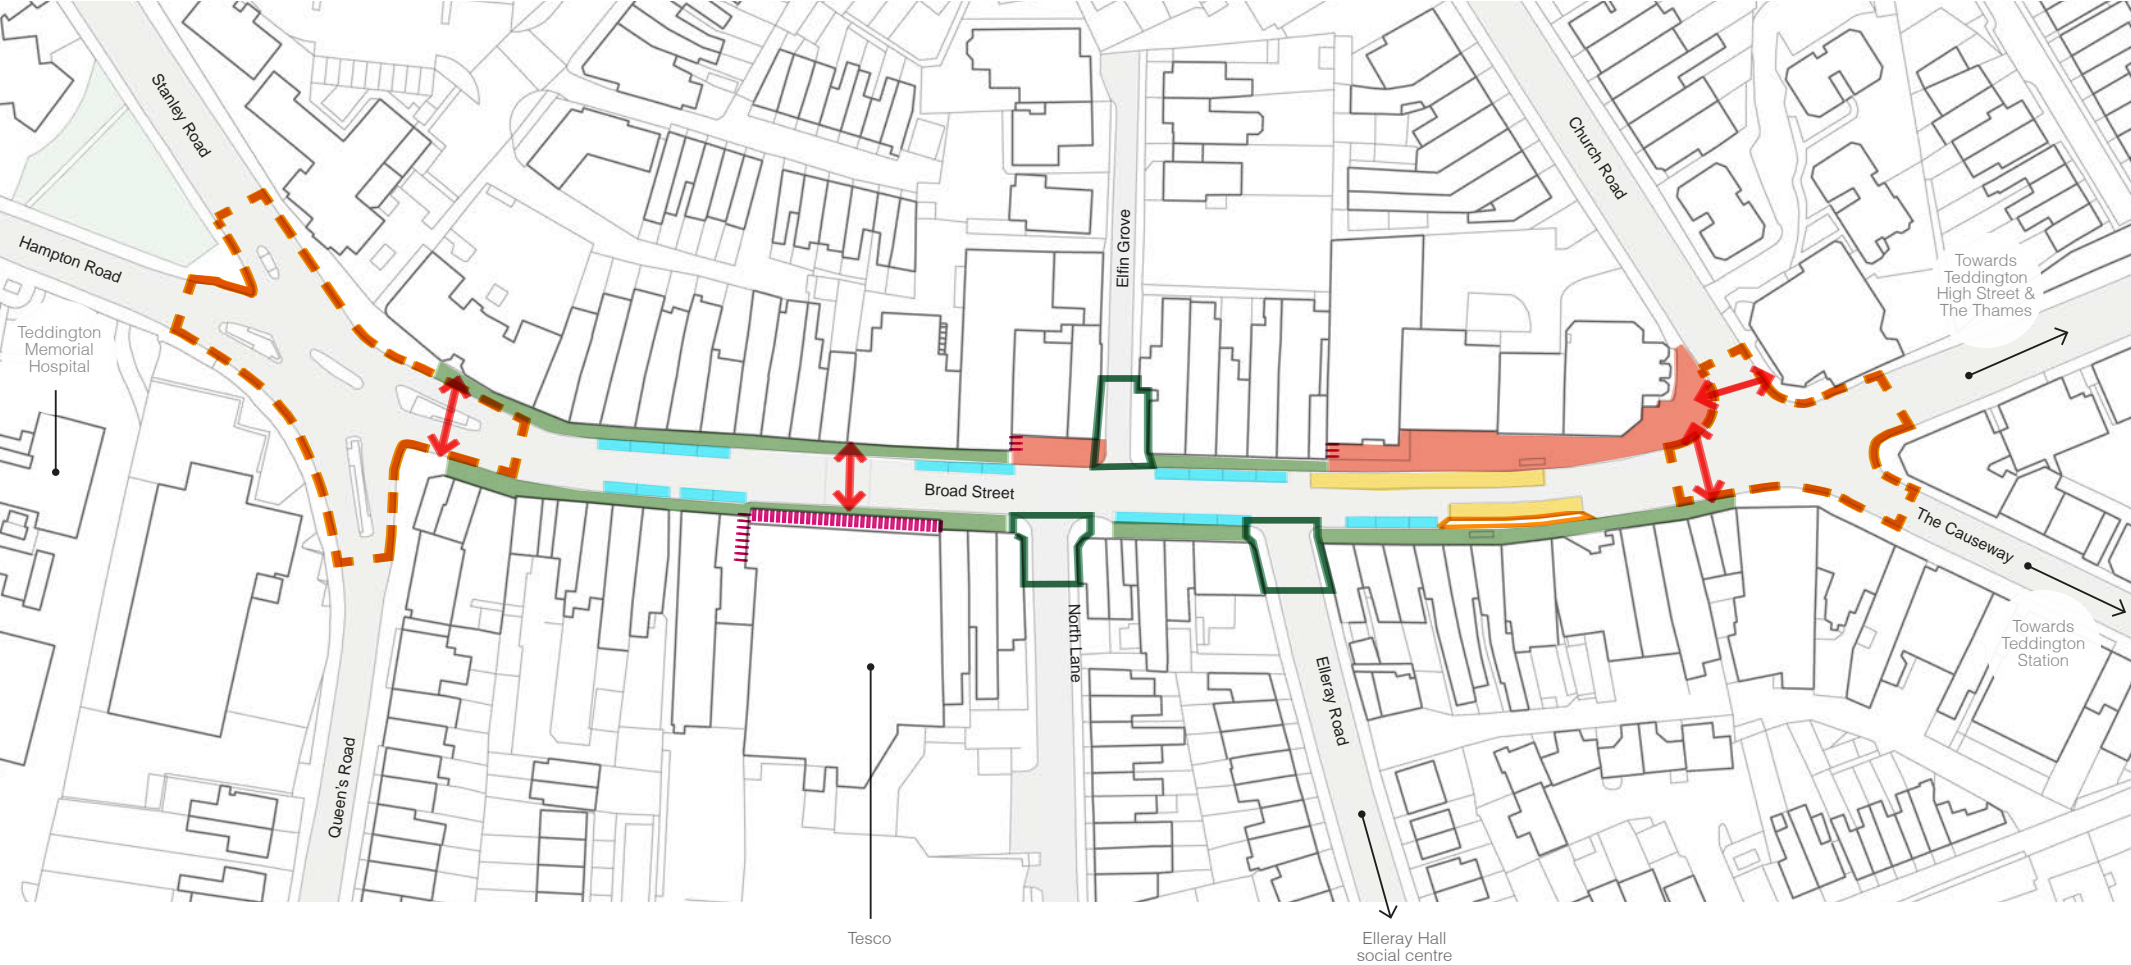 Stanley Road
Hampton Road
Teddington
Memorial
Hospital
Queen's Road
Elfin Grove
Church Road
Towards
Teddington
High Street &
The Thames
Broad Street
The Causeway
Towards
Teddington
Station
North Lane
Elleray Road
Tesco
Elleray Hall
social centre